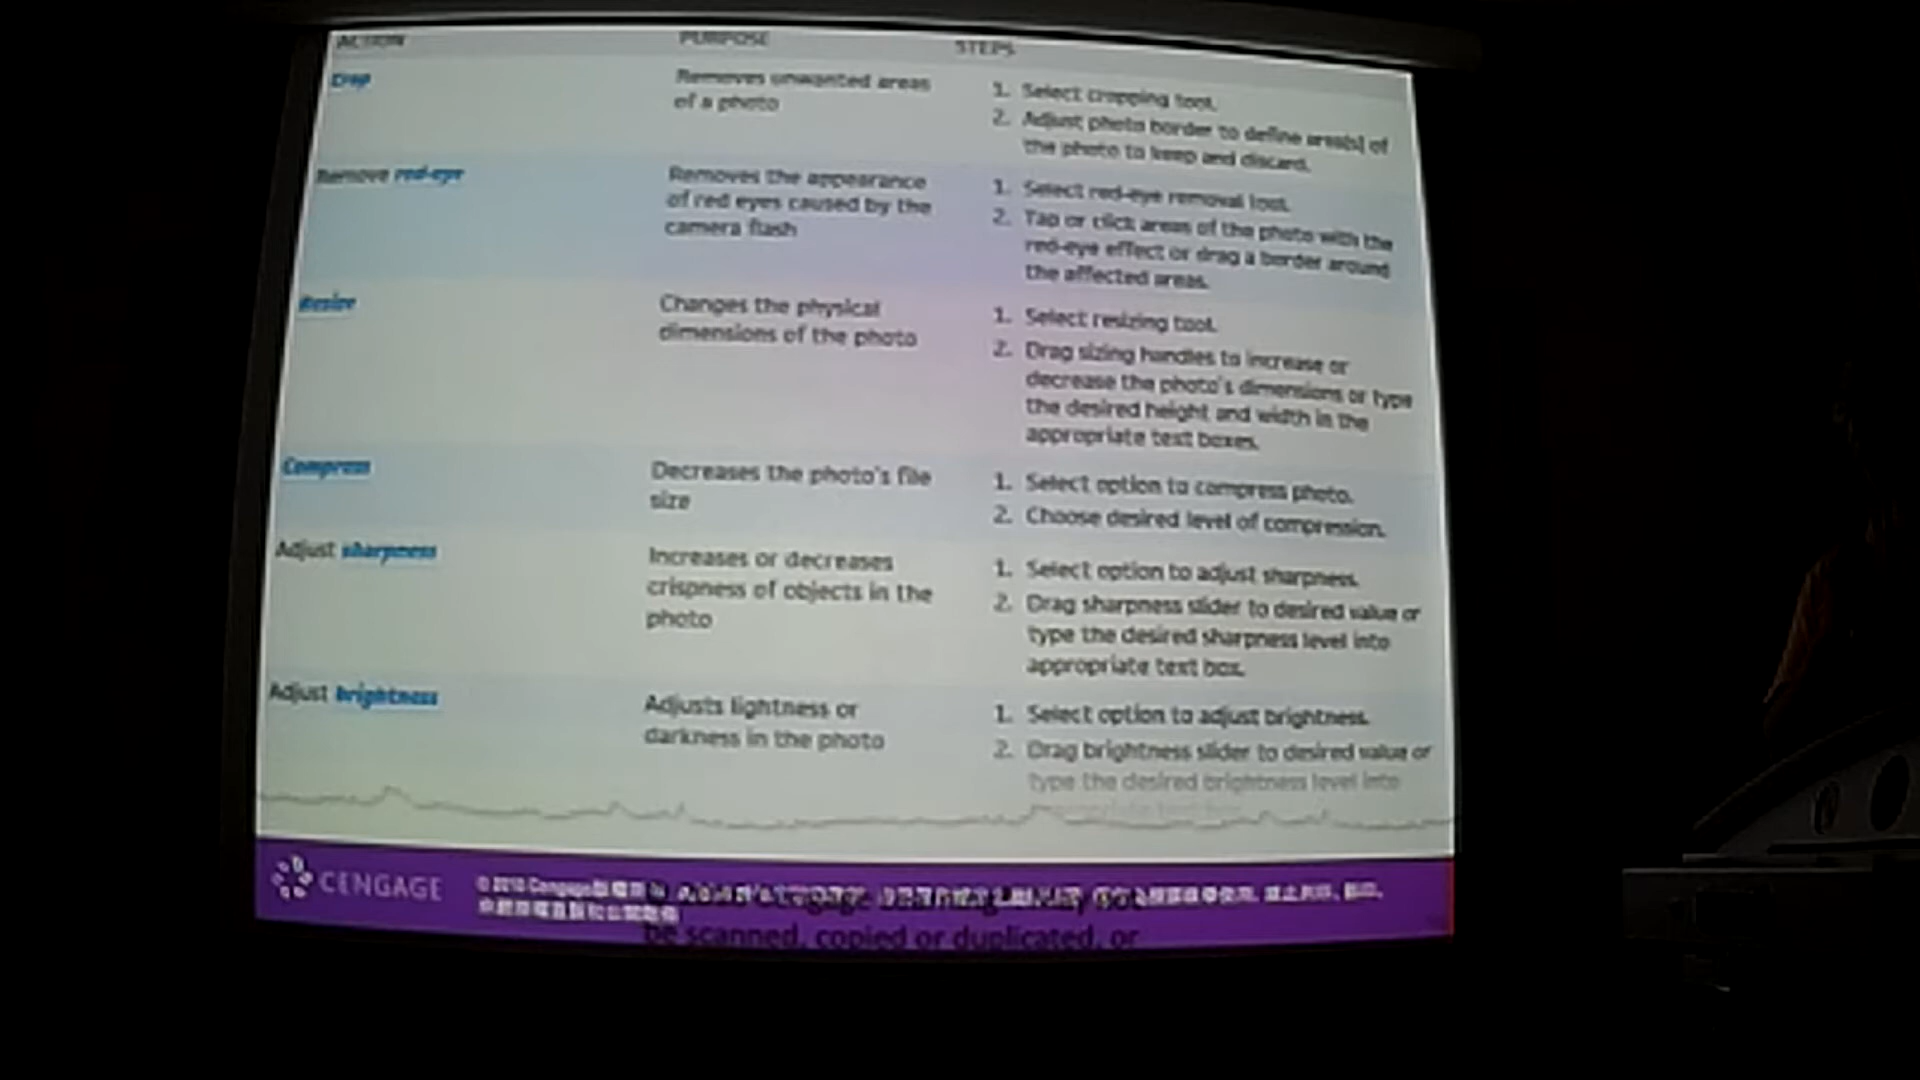 ACTION PURPOSE STEPS
Crop
Removes unwanted areas
of a photo
1. Select cropping tool.
2. Adjust photo border to define area(s) of
the photo to keep and discard.
Remove red-eye
Removes the appearance
of red eyes caused by the
camera flash
1. Select red-eye removal tool.
2. Tap or click areas of the photo with the
red-eye effect or drag a border around
the affected areas.
Resize
Changes the physical
dimensions of the photo
1. Select resizing tool.
2. Drag sizing handles to increase or
decrease the photo's dimensions or type
the desired height and width in the
appropriate text boxes.
Compress
Decreases the photo's file
size
1. Select option to compress photo.
2. Choose desired level of compression.
Adjust sharpness
Increases or decreases
crispness of objects in the
photo
1. Select option to adjust sharpness.
2. Drag sharpness slider to desired value or
type the desired sharpness level into
appropriate text box.
Adjust brightness
Adjusts lightness or
darkness in the photo
1. Select option to adjust brightness.
2. Drag brightness slider to desired value or
type the desired brightness level into
CENGAGE
be scanned, copied or duplicated, or